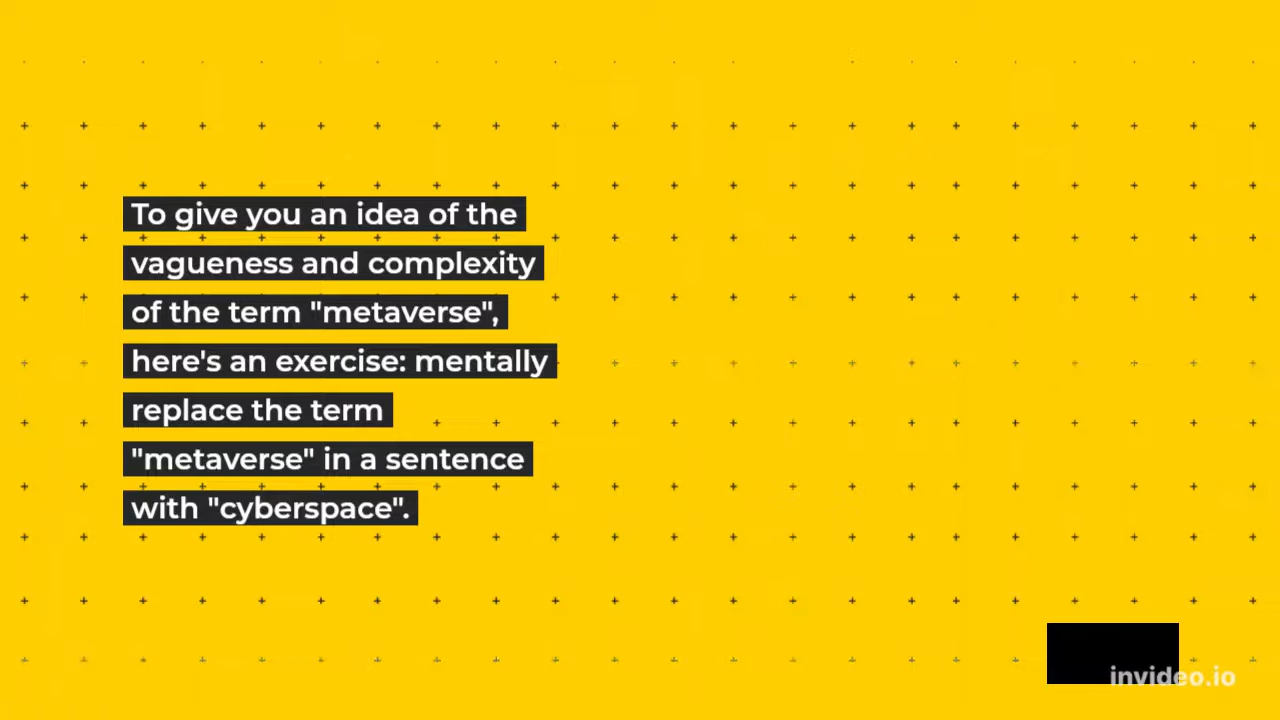 To give you an idea of the
vagueness and complexity
of the term "metaverse",
here's an exercise: mentally
replace the term
"metaverse" in a sentence
with "cyberspace".
invideo.io